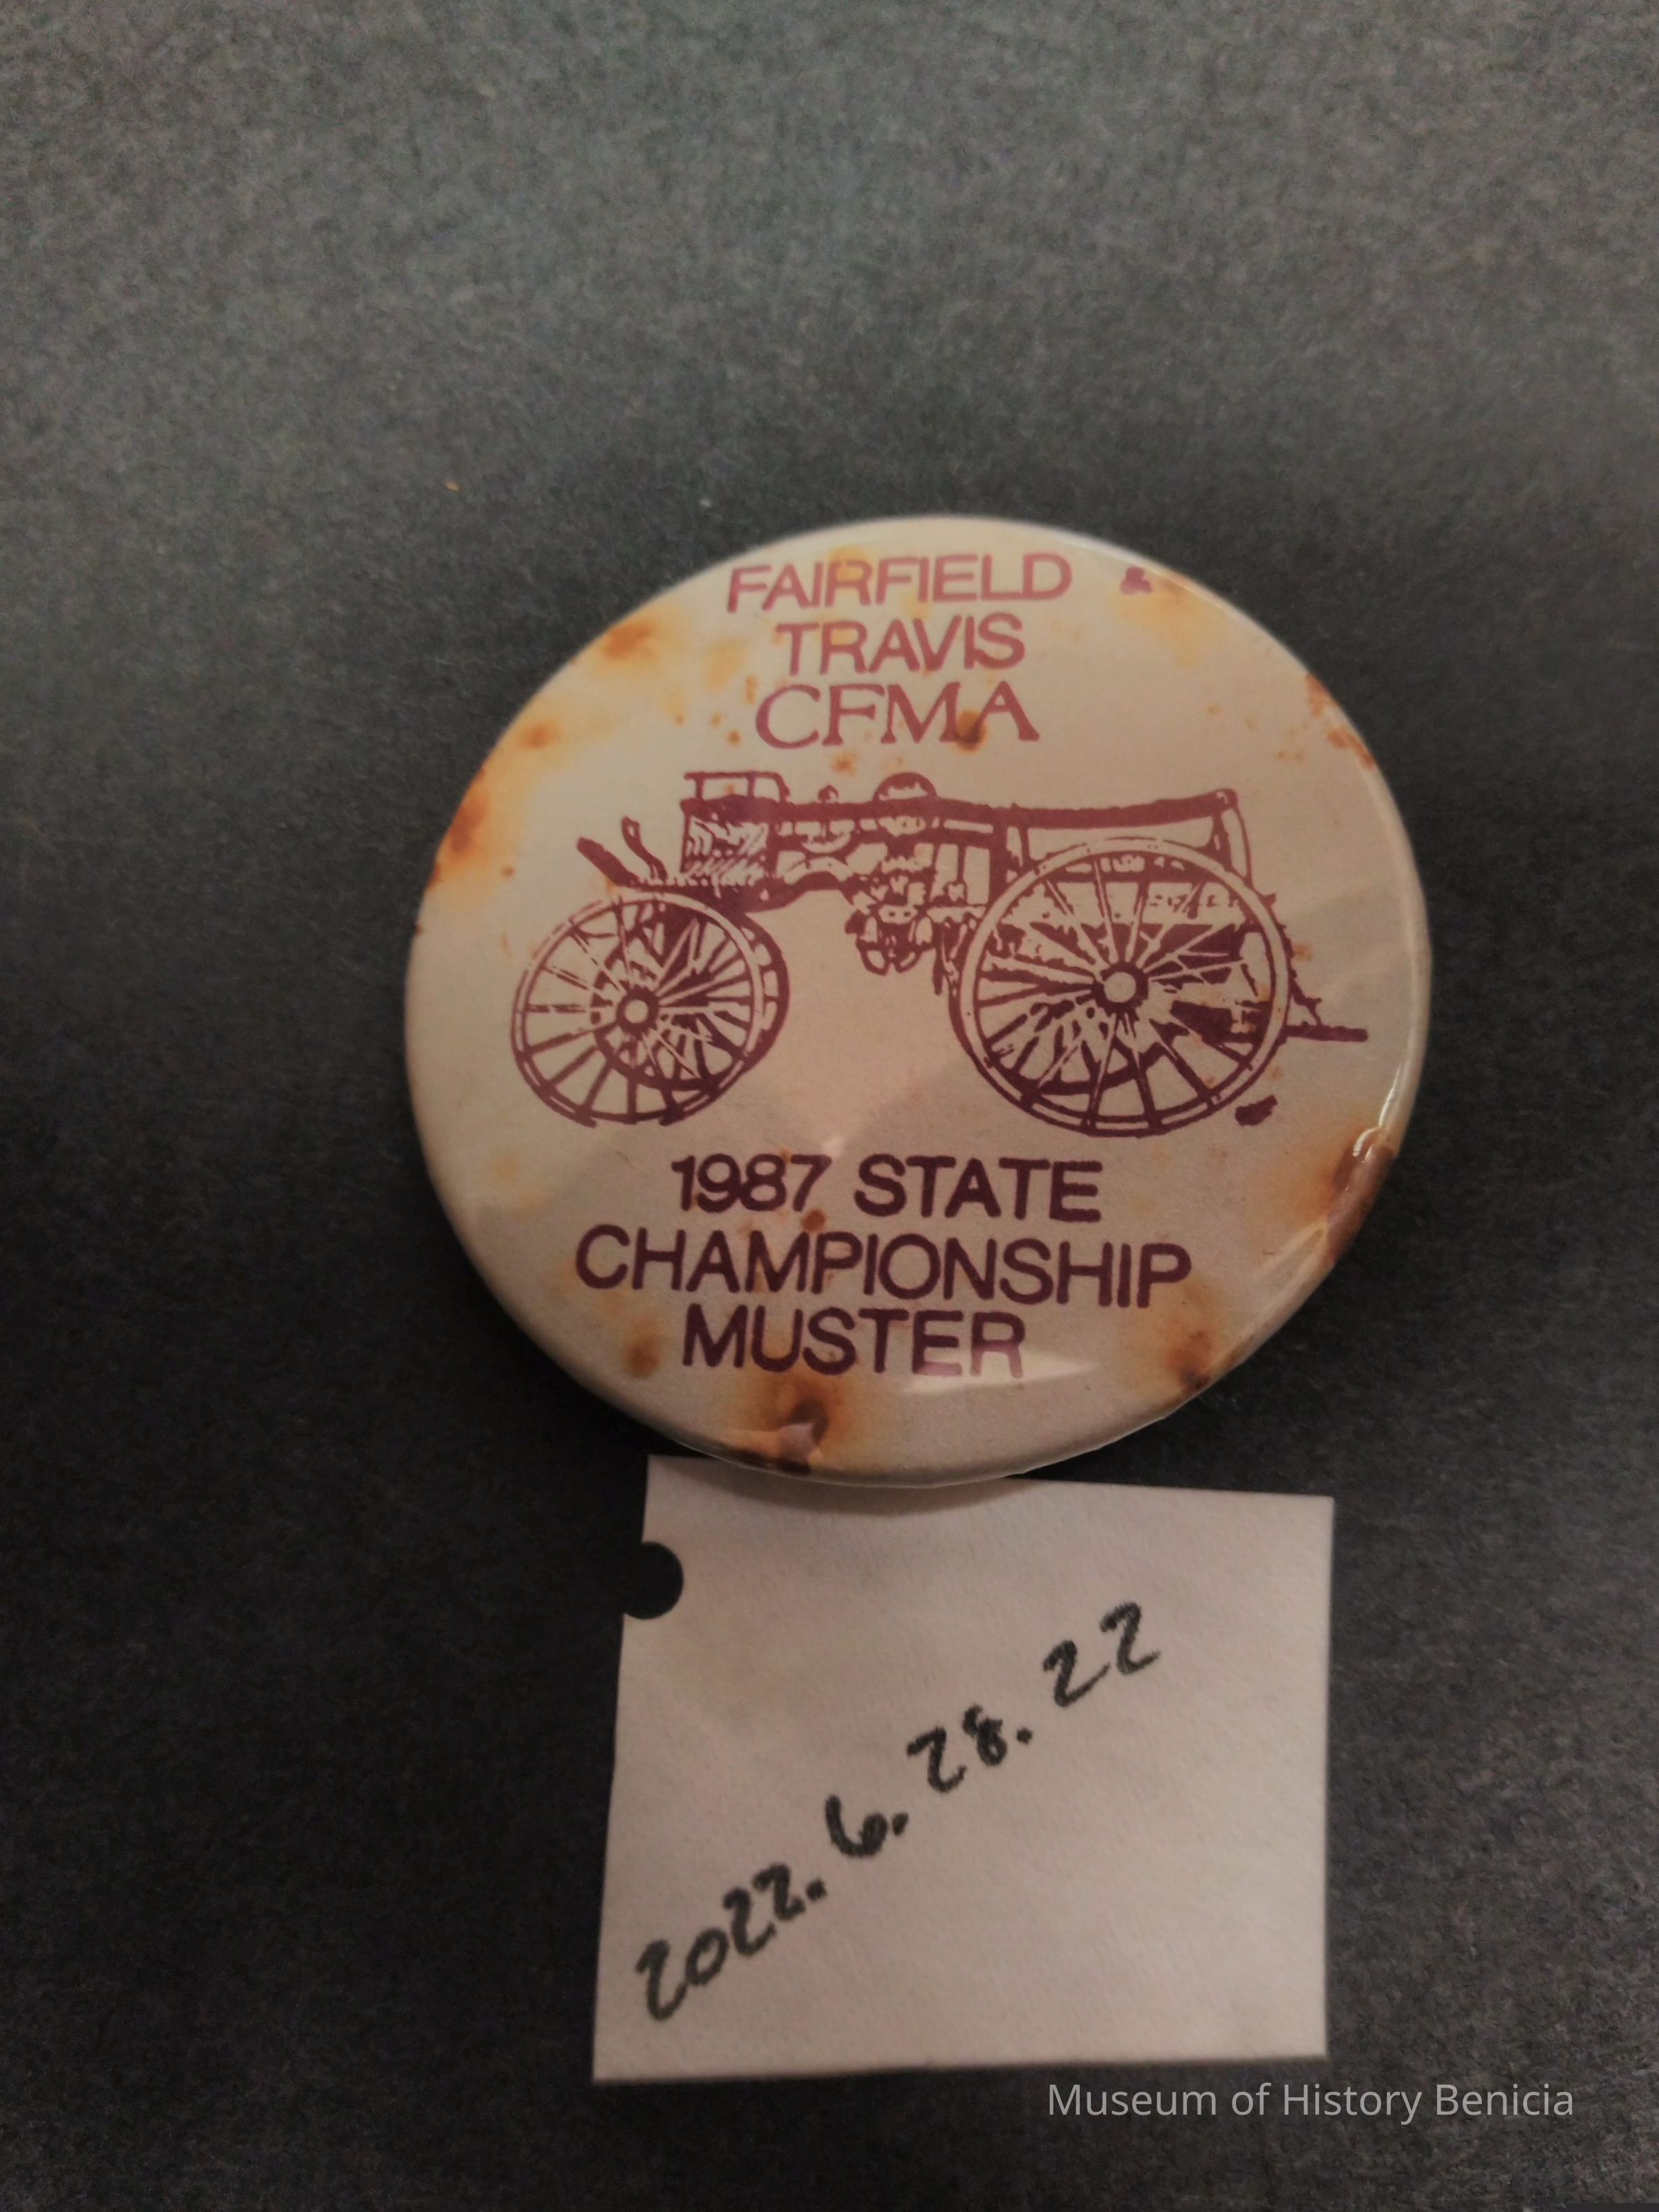 FAIRFIELD &
TRAVIS
CFMA
1987 STATE
CHAMPIONSHIP
MUSTER
2022.6.28.22
Museum of History Benicia